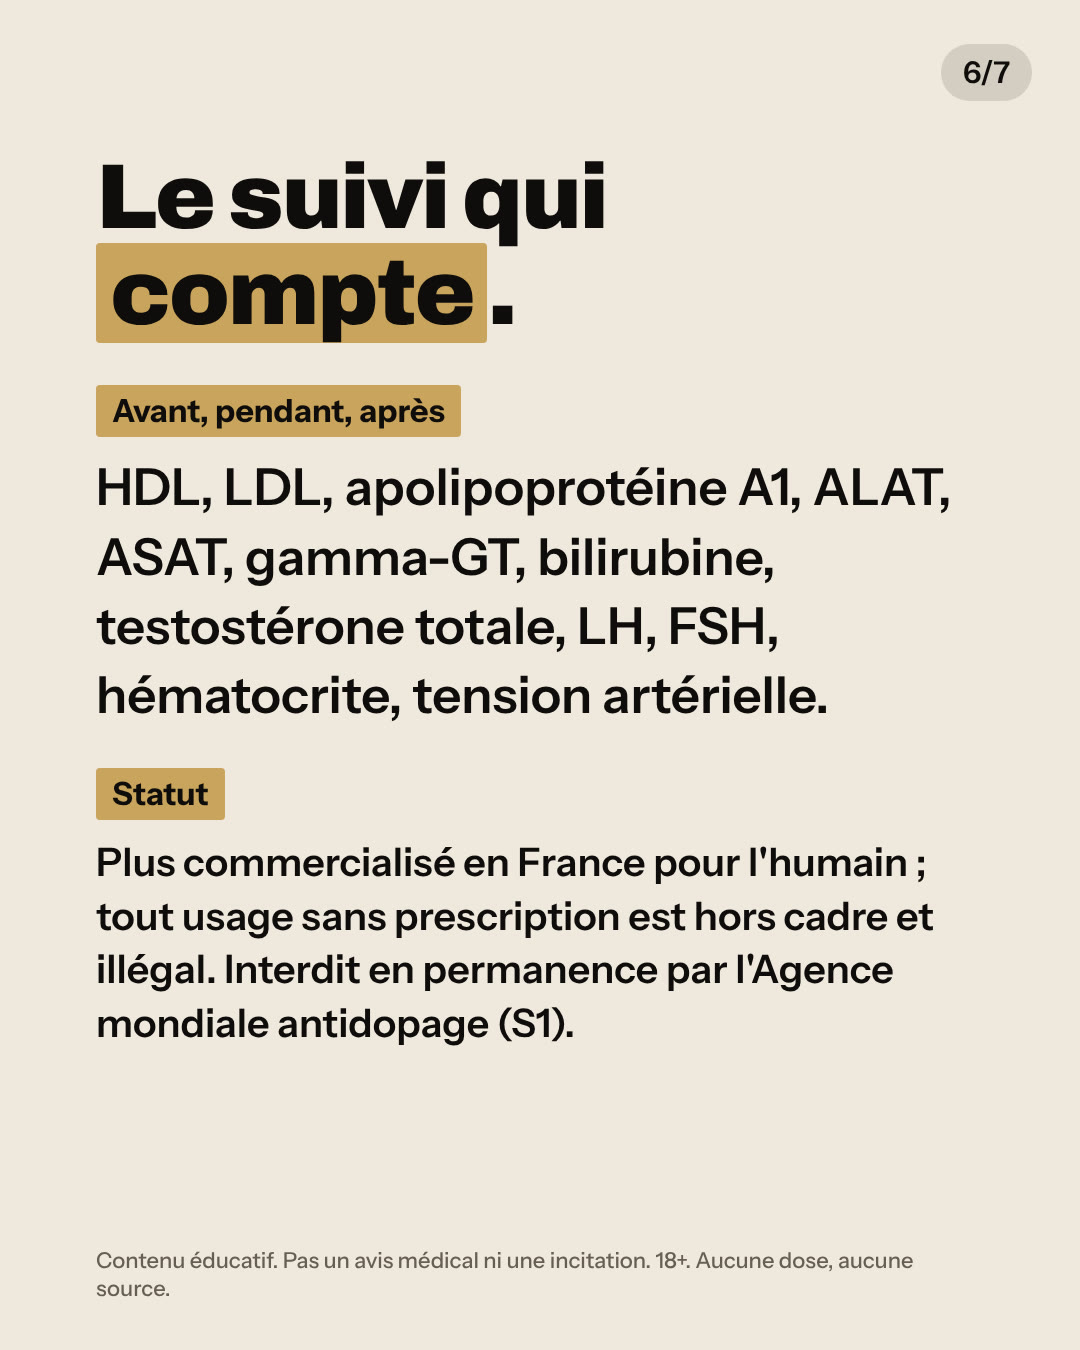 6/7
Le suivi qui
compte.
Avant, pendant, après
HDL, LDL, apolipoprotéine A1, ALAT,
ASAT, gamma-GT, bilirubine,
testostérone totale, LH, FSH,
hématocrite, tension artérielle.
Statut
Plus commercialisé en France pour l'humain ;
tout usage sans prescription est hors cadre et
illégal. Interdit en permanence par l'Agence
mondiale antidopage (S1).
Contenu éducatif. Pas un avis médical ni une incitation. 18+. Aucune dose, aucune
source.